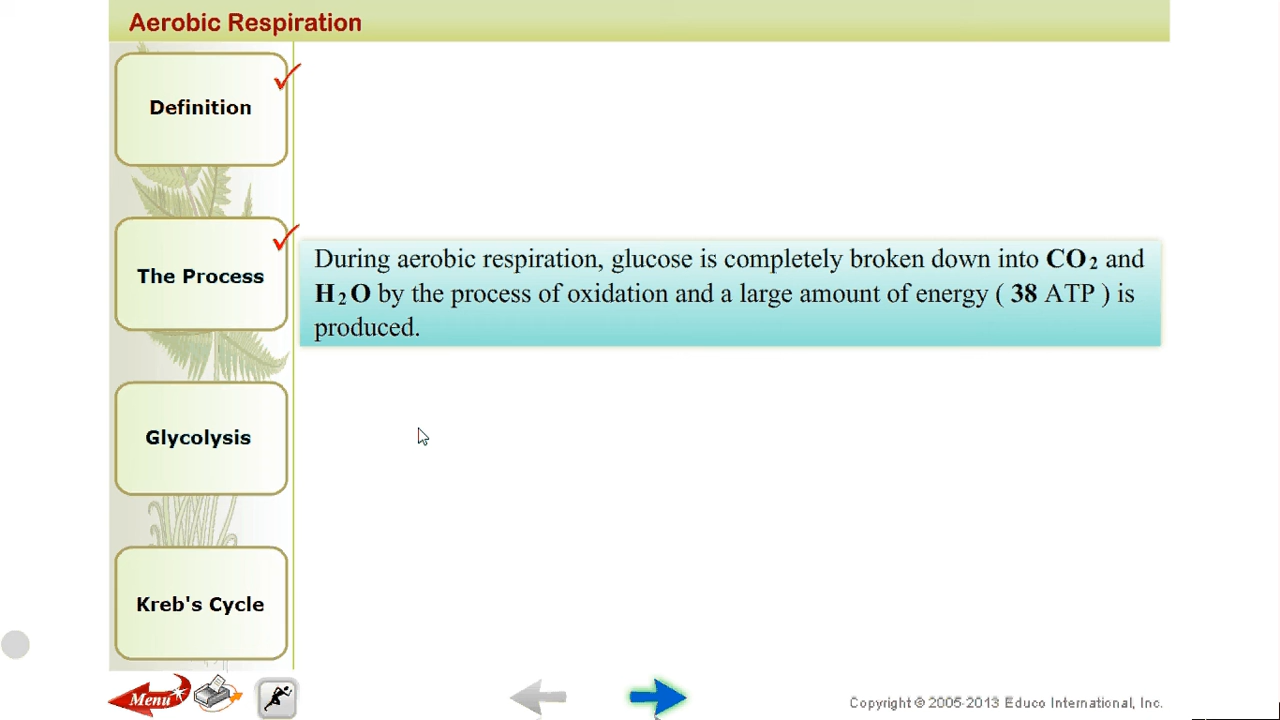 Aerobic Respiration
Definition
The Process
Glycolysis
Kreb's Cycle
During aerobic respiration, glucose is completely broken down into CO2 and
H2O by the process of oxidation and a large amount of energy ( 38 ATP ) is
produced.
Menu
Copyright © 2005-2013 Educo International, Inc.